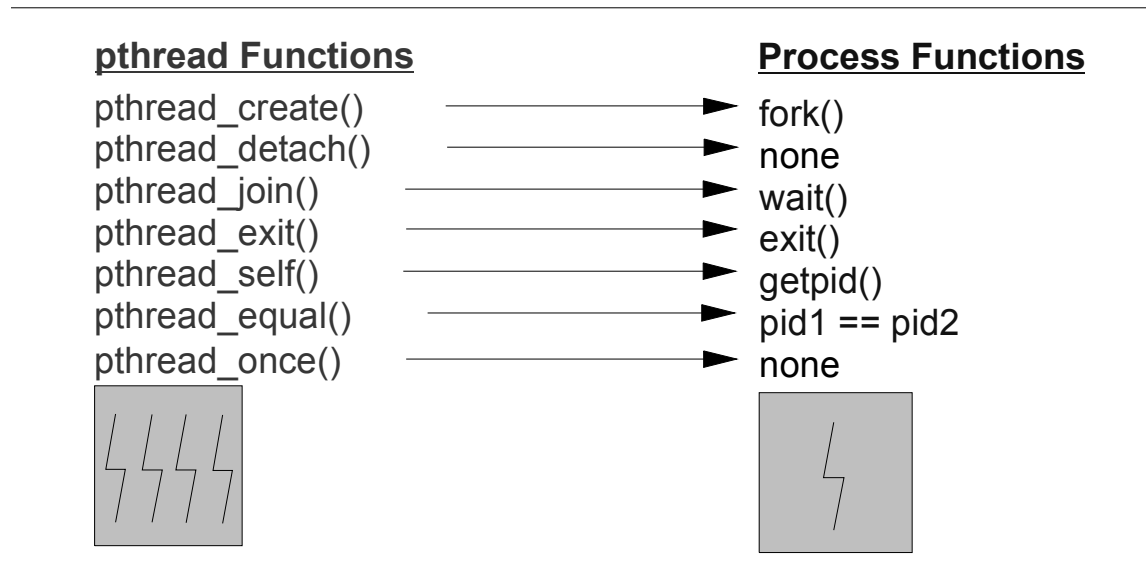 pthread Functions
pthread_create()
pthread_detach()
pthread_join()
pthread_exit()
pthread_self()
pthread_equal()
pthread_once()
Process Functions
fork()
none
wait()
exit()
getpid()
pid1 == pid2
none